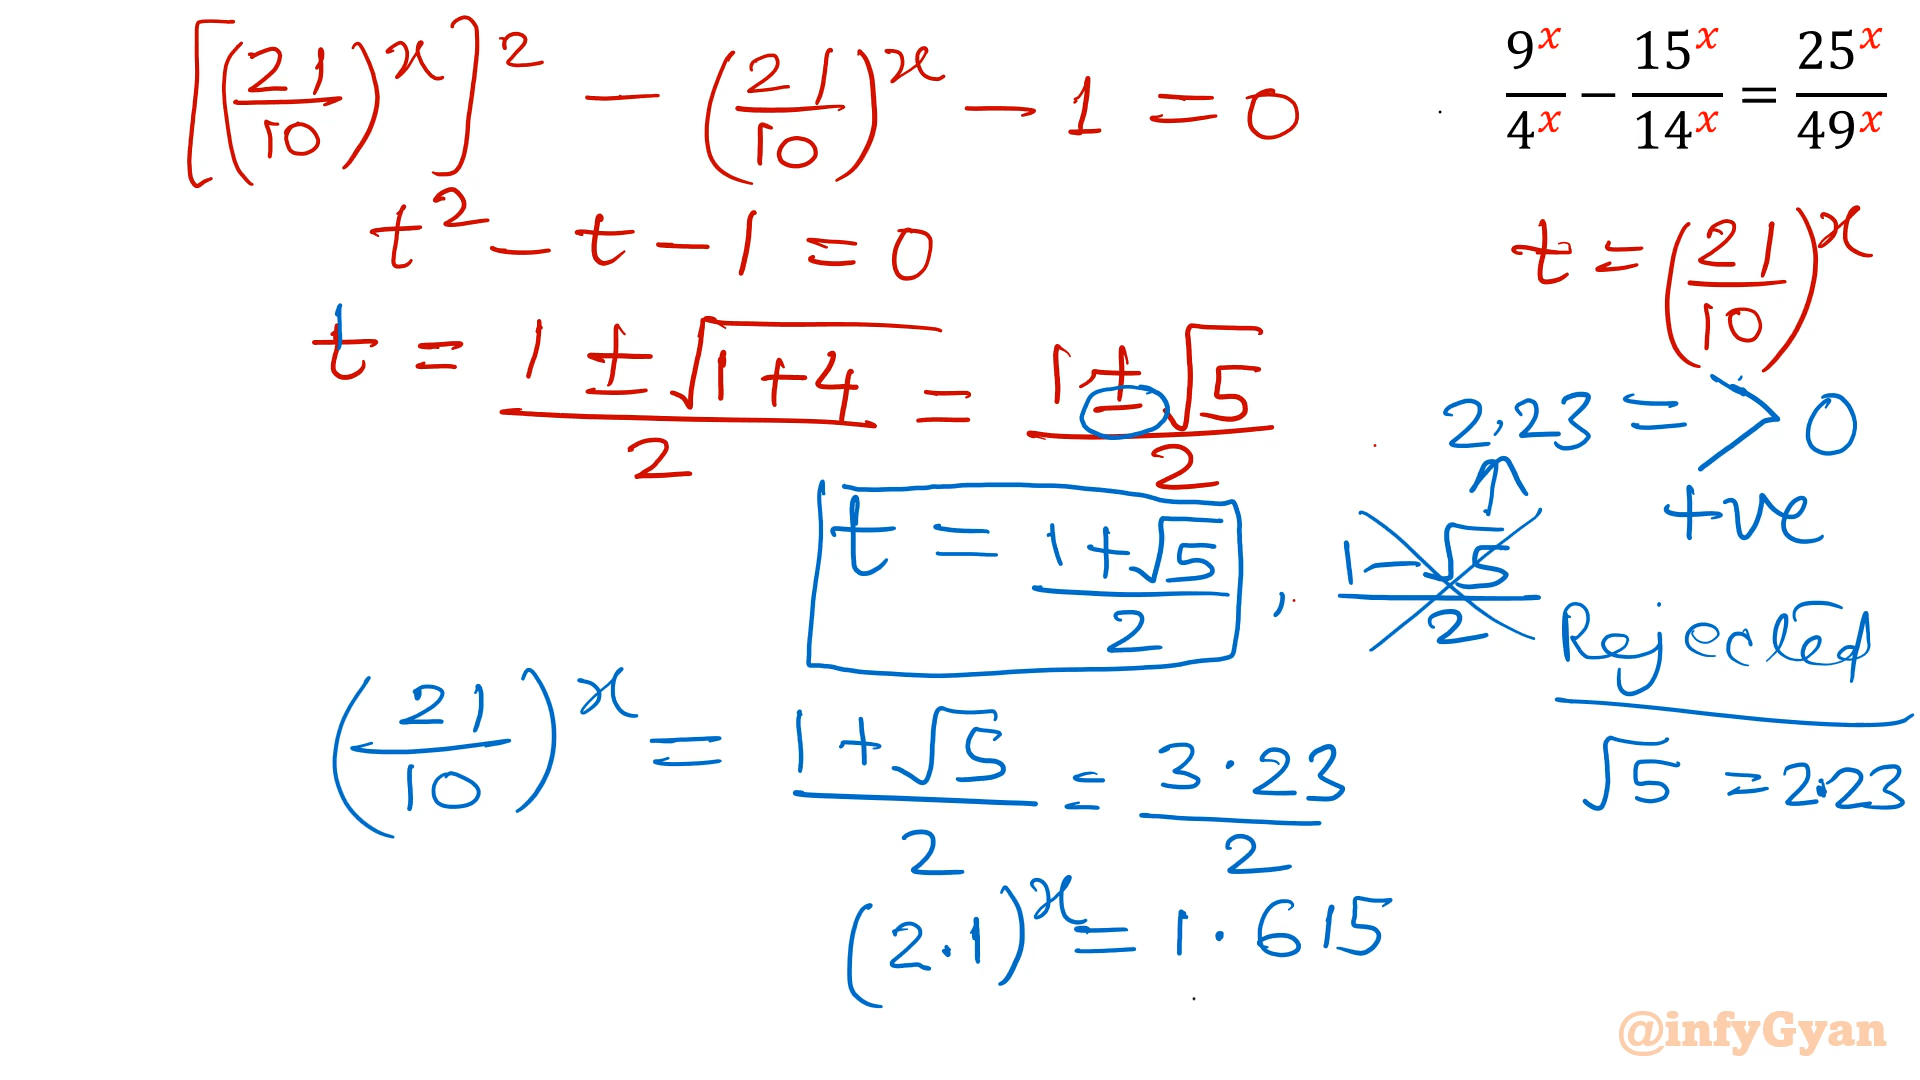 [(21/10)^x]^2 − (21/10)^x − 1 = 0
9^x/4^x − 15^x/14^x = 25^x/49^x
t^2 − t − 1 = 0
t = (21/10)^x
t = (1 ± √(1+4))/2 = (1 ± √5)/2
2.23 => 0
+ve
t = (1+√5)/2 , (1−√5)/2
Rejected
(21/10)^x = (1+√5)/2 = 3·23/2
√5 = 2.23
(2.1)^x = 1.615
@infyGyan